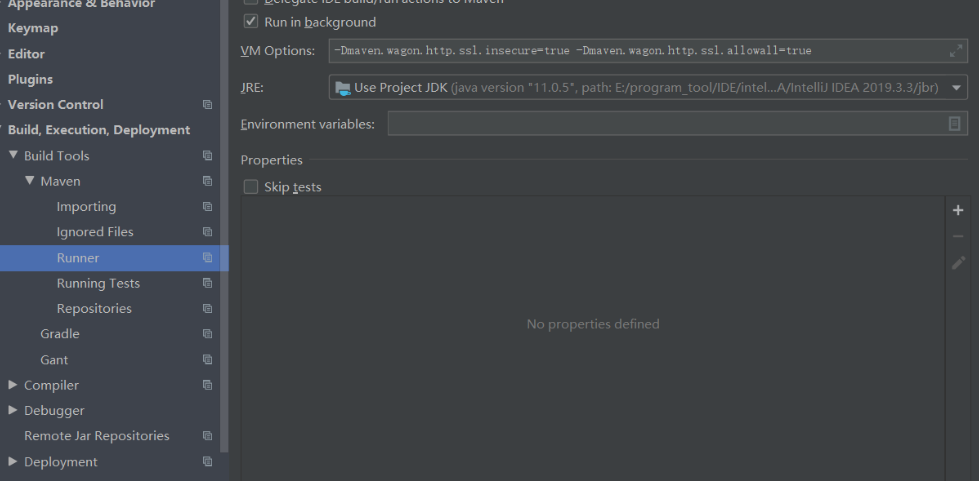 Appearance & Behavior
Keymap
Editor
Plugins
Version Control
Build, Execution, Deployment
Build Tools
Maven
Importing
Ignored Files
Runner
Running Tests
Repositories
Gradle
Gant
Compiler
Debugger
Remote Jar Repositories
Deployment
Delegate IDE build/run actions to Maven
Run in background
VM Options: -Dmaven.wagon.http.ssl.insecure=true -Dmaven.wagon.http.ssl.allowall=true
JRE: Use Project JDK (java version "11.0.5", path: E:/program_tool/IDE/intel...A/IntelliJ IDEA 2019.3.3/jbr)
Environment variables:
Properties
Skip tests
No properties defined